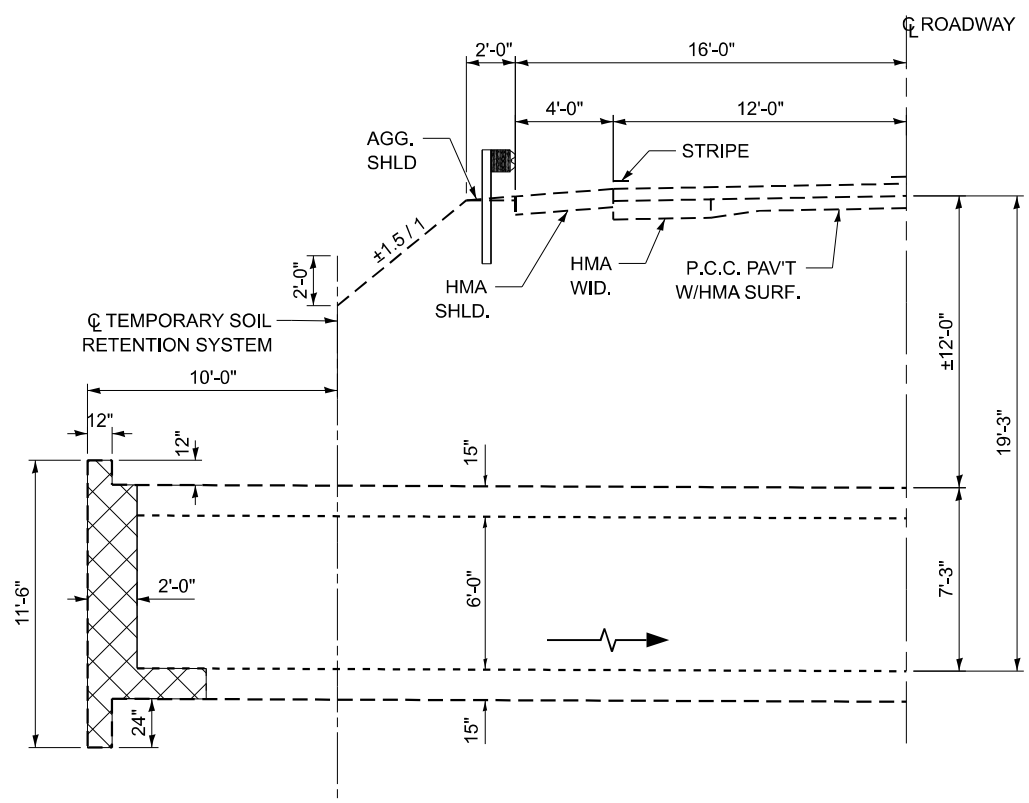 ℄ ROADWAY
2'-0"
16'-0"
4'-0"
12'-0"
AGG.
SHLD
STRIPE
±1.5 / 1
2'-0"
HMA
SHLD.
HMA
WID.
P.C.C. PAV'T
W/HMA SURF.
℄ TEMPORARY SOIL
RETENTION SYSTEM
10'-0"
±12'-0"
19'-3"
12"
12"
15"
11'-6"
2'-0"
6'-0"
7'-3"
24"
15"